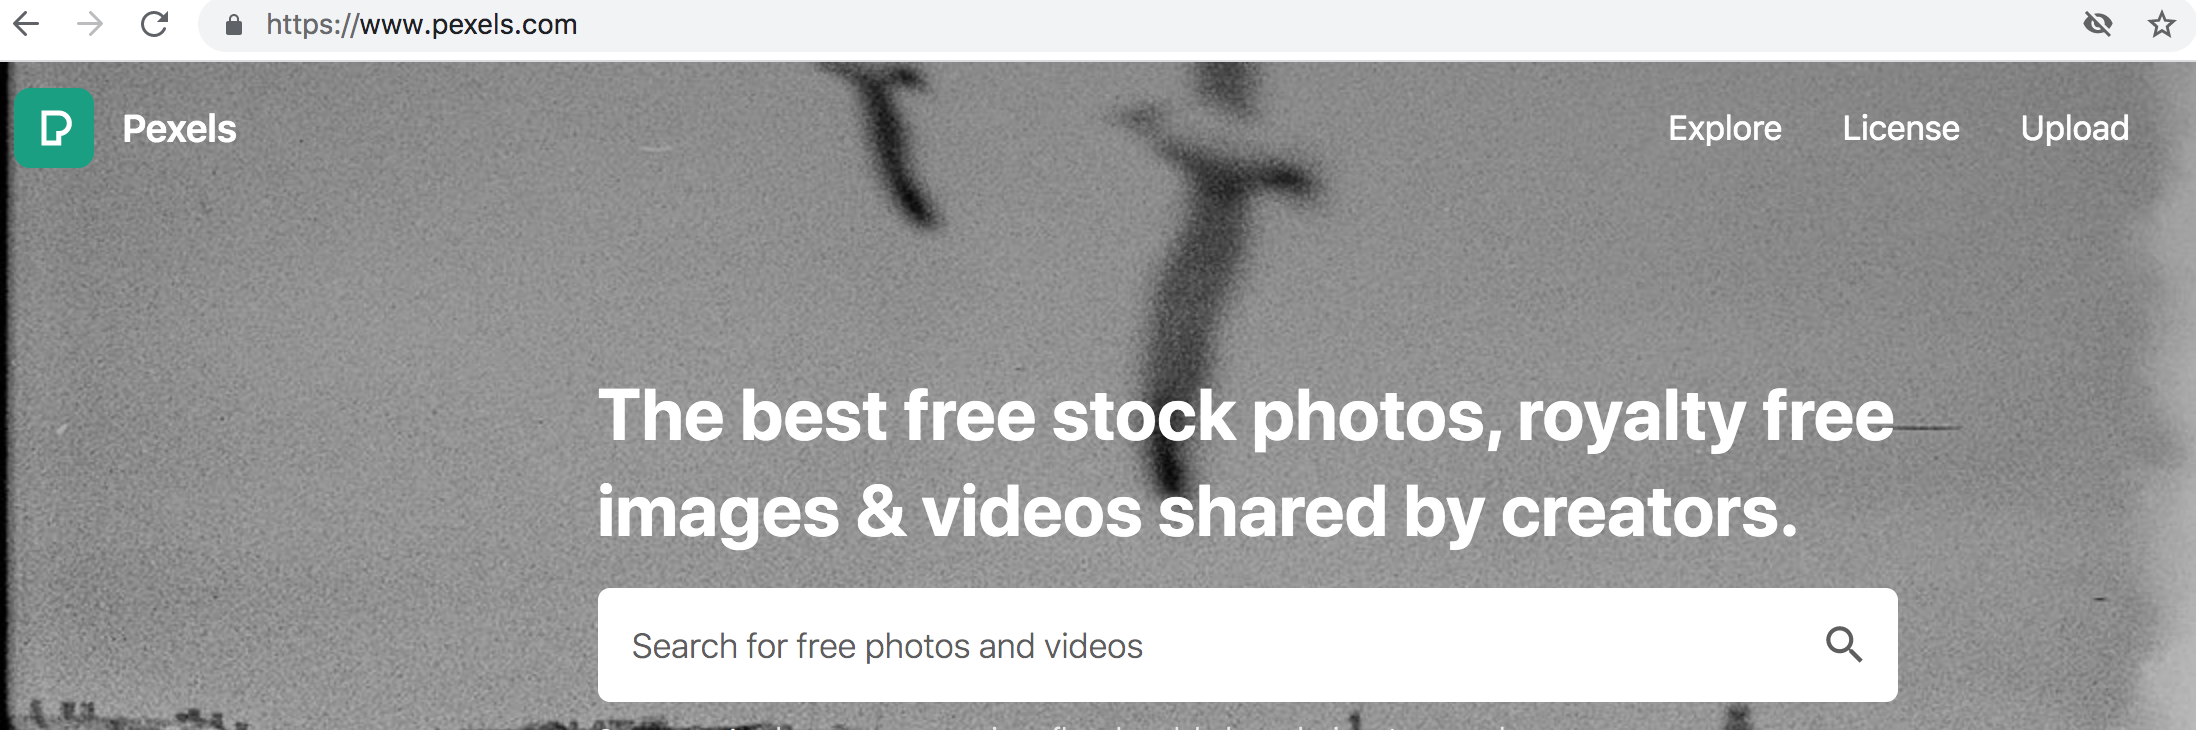 https://www.pexels.com
Pexels
Explore License Upload
The best free stock photos, royalty free
images & videos shared by creators.
Search for free photos and videos